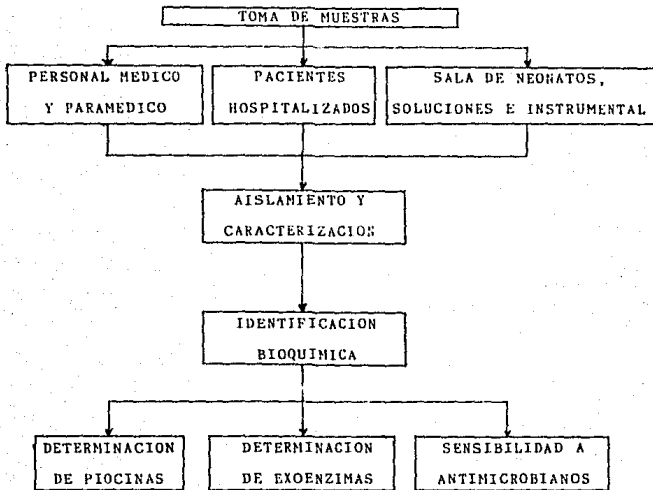 TOMA DE MUESTRAS
PERSONAL MEDICO
Y PARAMEDICO
PACIENTES
HOSPITALIZADOS
SALA DE NEONATOS,
SOLUCIONES E INSTRUMENTAL
AISLAMIENTO Y
CARACTERIZACION
IDENTIFICACION
BIOQUIMICA
DETERMINACION
DE PIOCINAS
DETERMINACION
DE EXOENZIMAS
SENSIBILIDAD A
ANTIMICROBIANOS